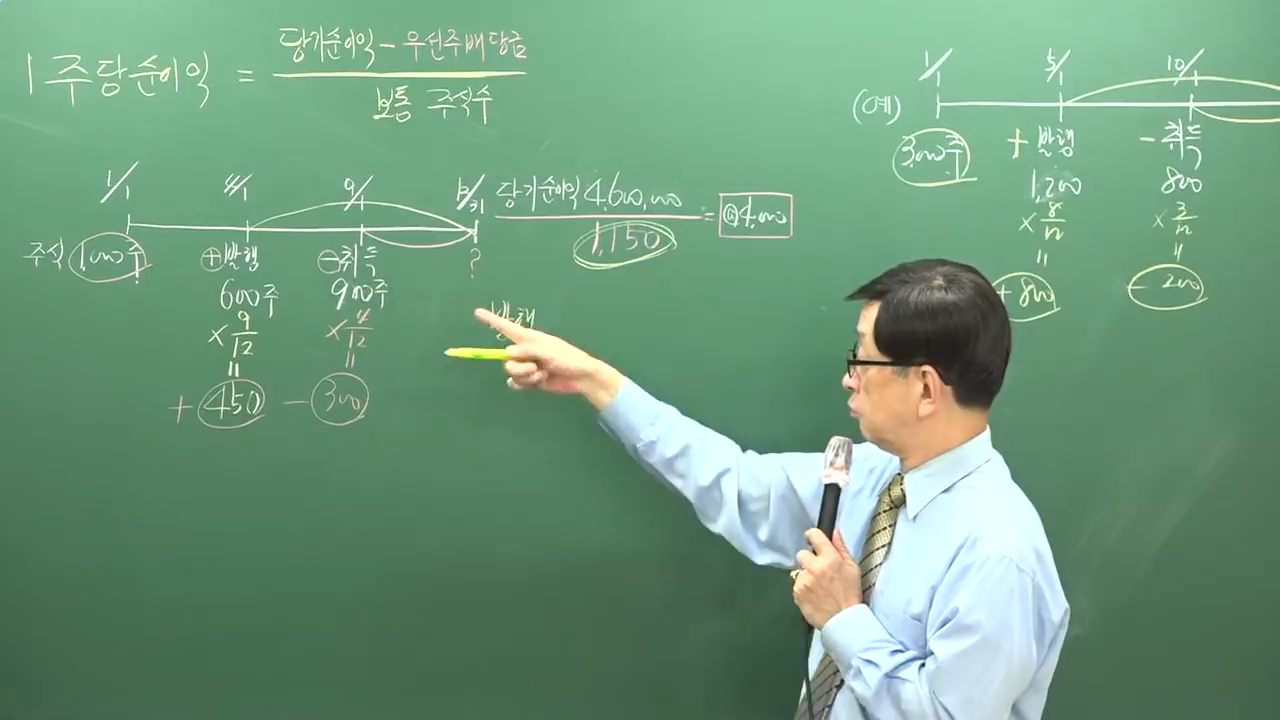 1주당순이익 = 당기순이익 - 우선주배당금
보통 주식수
1/1 4/1 9/1 12/31
주식 1,000주 ⊕발행 ⊖취득 ?
600주 900주
× 9/12 × 4/12
= =
+ 450 - 300
당기순이익 4,600,000
1,150
= @4,000
발행
(예) 1/1 5/1 10/1
3,000주 + 발행 - 취득
1,200 800
× 8/12 × 3/12
= =
+ 800 - 200